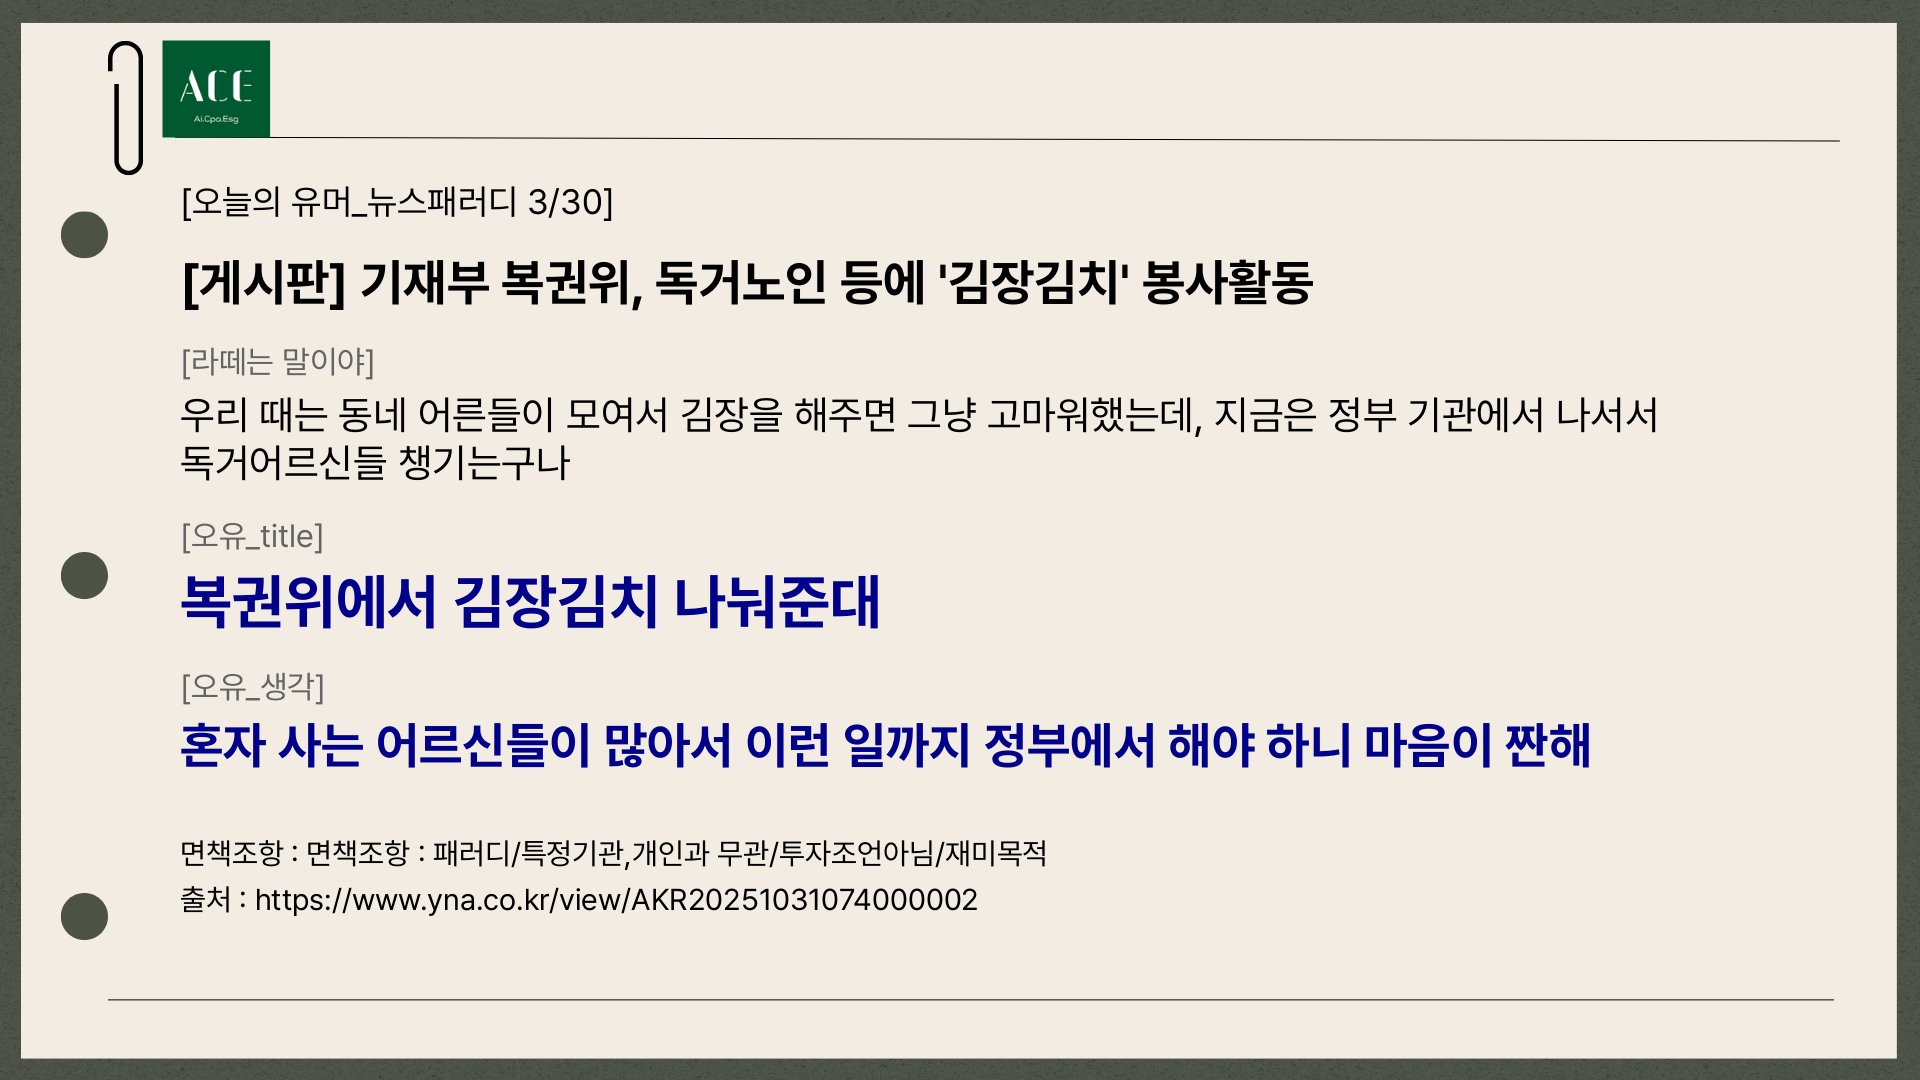 ACE
Ai.Cpa.Esg
[오늘의 유머_뉴스패러디 3/30]
[게시판] 기재부 복권위, 독거노인 등에 '김장김치' 봉사활동
[라떼는 말이야]
우리 때는 동네 어른들이 모여서 김장을 해주면 그냥 고마워했는데, 지금은 정부 기관에서 나서서
독거어르신들 챙기는구나
[오유_title]
복권위에서 김장김치 나눠준대
[오유_생각]
혼자 사는 어르신들이 많아서 이런 일까지 정부에서 해야 하니 마음이 짠해
면책조항 : 면책조항 : 패러디/특정기관,개인과 무관/투자조언아님/재미목적
출처 : https://www.yna.co.kr/view/AKR20251031074000002